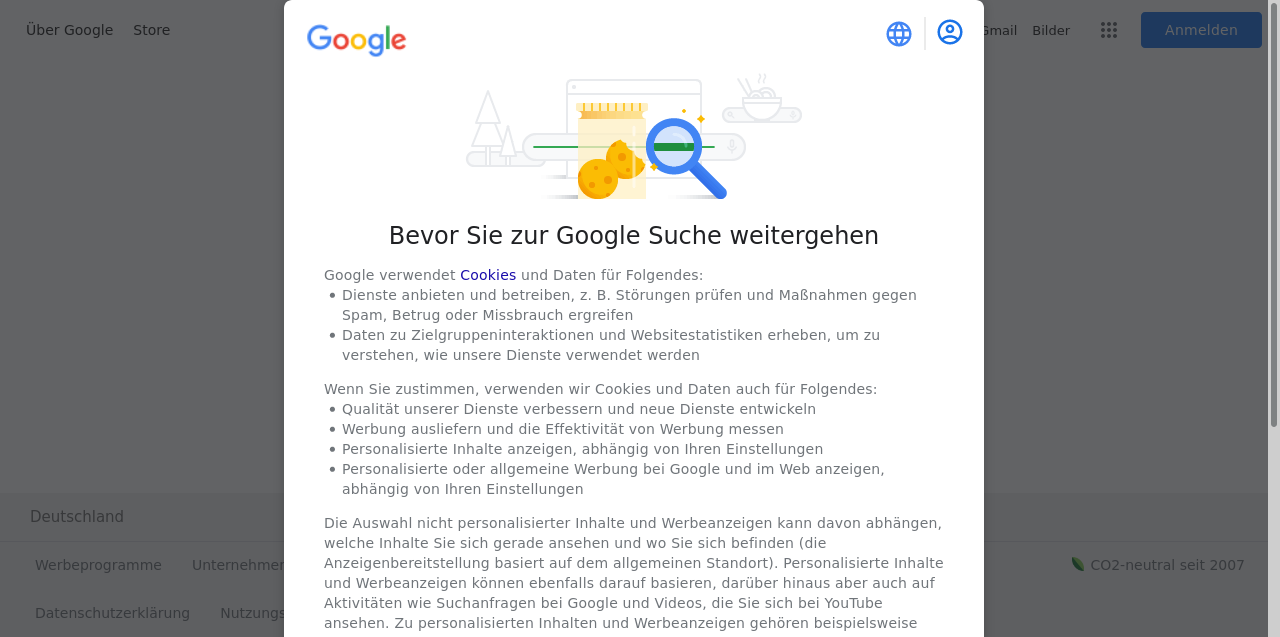 Über Google Store Gmail Bilder Anmelden
Google
Bevor Sie zur Google Suche weitergehen
Google verwendet Cookies und Daten für Folgendes:
• Dienste anbieten und betreiben, z. B. Störungen prüfen und Maßnahmen gegen
Spam, Betrug oder Missbrauch ergreifen
• Daten zu Zielgruppeninteraktionen und Websitestatistiken erheben, um zu
verstehen, wie unsere Dienste verwendet werden
Wenn Sie zustimmen, verwenden wir Cookies und Daten auch für Folgendes:
• Qualität unserer Dienste verbessern und neue Dienste entwickeln
• Werbung ausliefern und die Effektivität von Werbung messen
• Personalisierte Inhalte anzeigen, abhängig von Ihren Einstellungen
• Personalisierte oder allgemeine Werbung bei Google und im Web anzeigen,
abhängig von Ihren Einstellungen
Die Auswahl nicht personalisierter Inhalte und Werbeanzeigen kann davon abhängen,
welche Inhalte Sie sich gerade ansehen und wo Sie sich befinden (die
Anzeigenbereitstellung basiert auf dem allgemeinen Standort). Personalisierte Inhalte
und Werbeanzeigen können ebenfalls darauf basieren, darüber hinaus aber auch auf
Aktivitäten wie Suchanfragen bei Google und Videos, die Sie sich bei YouTube
ansehen. Zu personalisierten Inhalten und Werbeanzeigen gehören beispielsweise
Deutschland
Werbeprogramme Unternehmen CO2-neutral seit 2007
Datenschutzerklärung Nutzungs